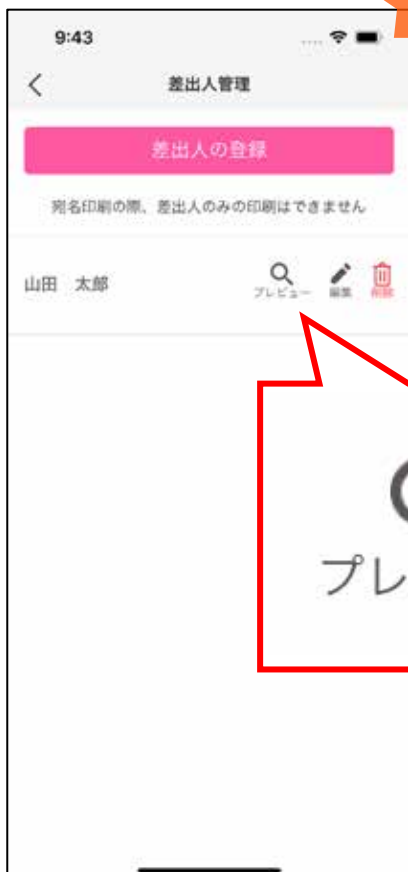 9:43
差出人管理
差出人の登録
宛名印刷の際、差出人のみの印刷はできません
山田　太郎
プレビュー 編集 削除
プレ